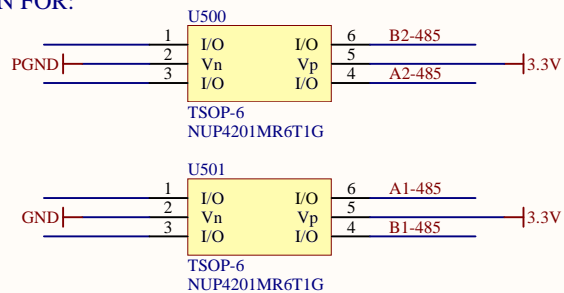 N FOR:
U500
1 I/O I/O 6 B2-485
PGND 2 Vn Vp 5 3.3V
3 I/O I/O 4 A2-485
TSOP-6
NUP4201MR6T1G
U501
1 I/O I/O 6 A1-485
GND 2 Vn Vp 5 3.3V
3 I/O I/O 4 B1-485
TSOP-6
NUP4201MR6T1G